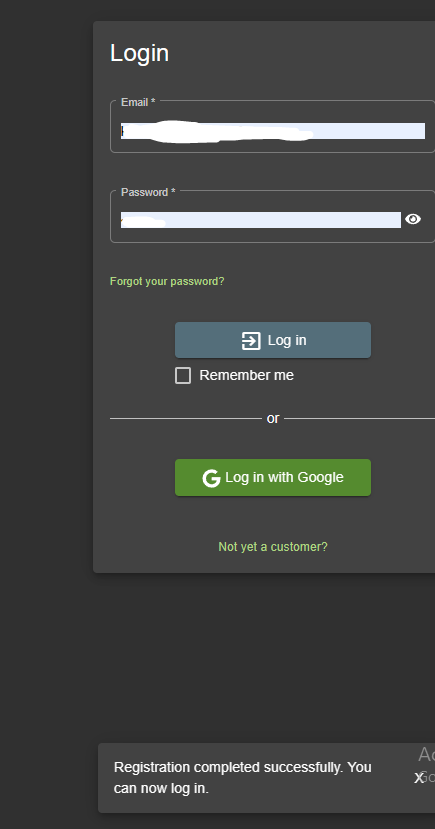 Login
Email *
Password *
Forgot your password?
Log in
Remember me
or
Log in with Google
Not yet a customer?
Registration completed successfully. You
can now log in.
X